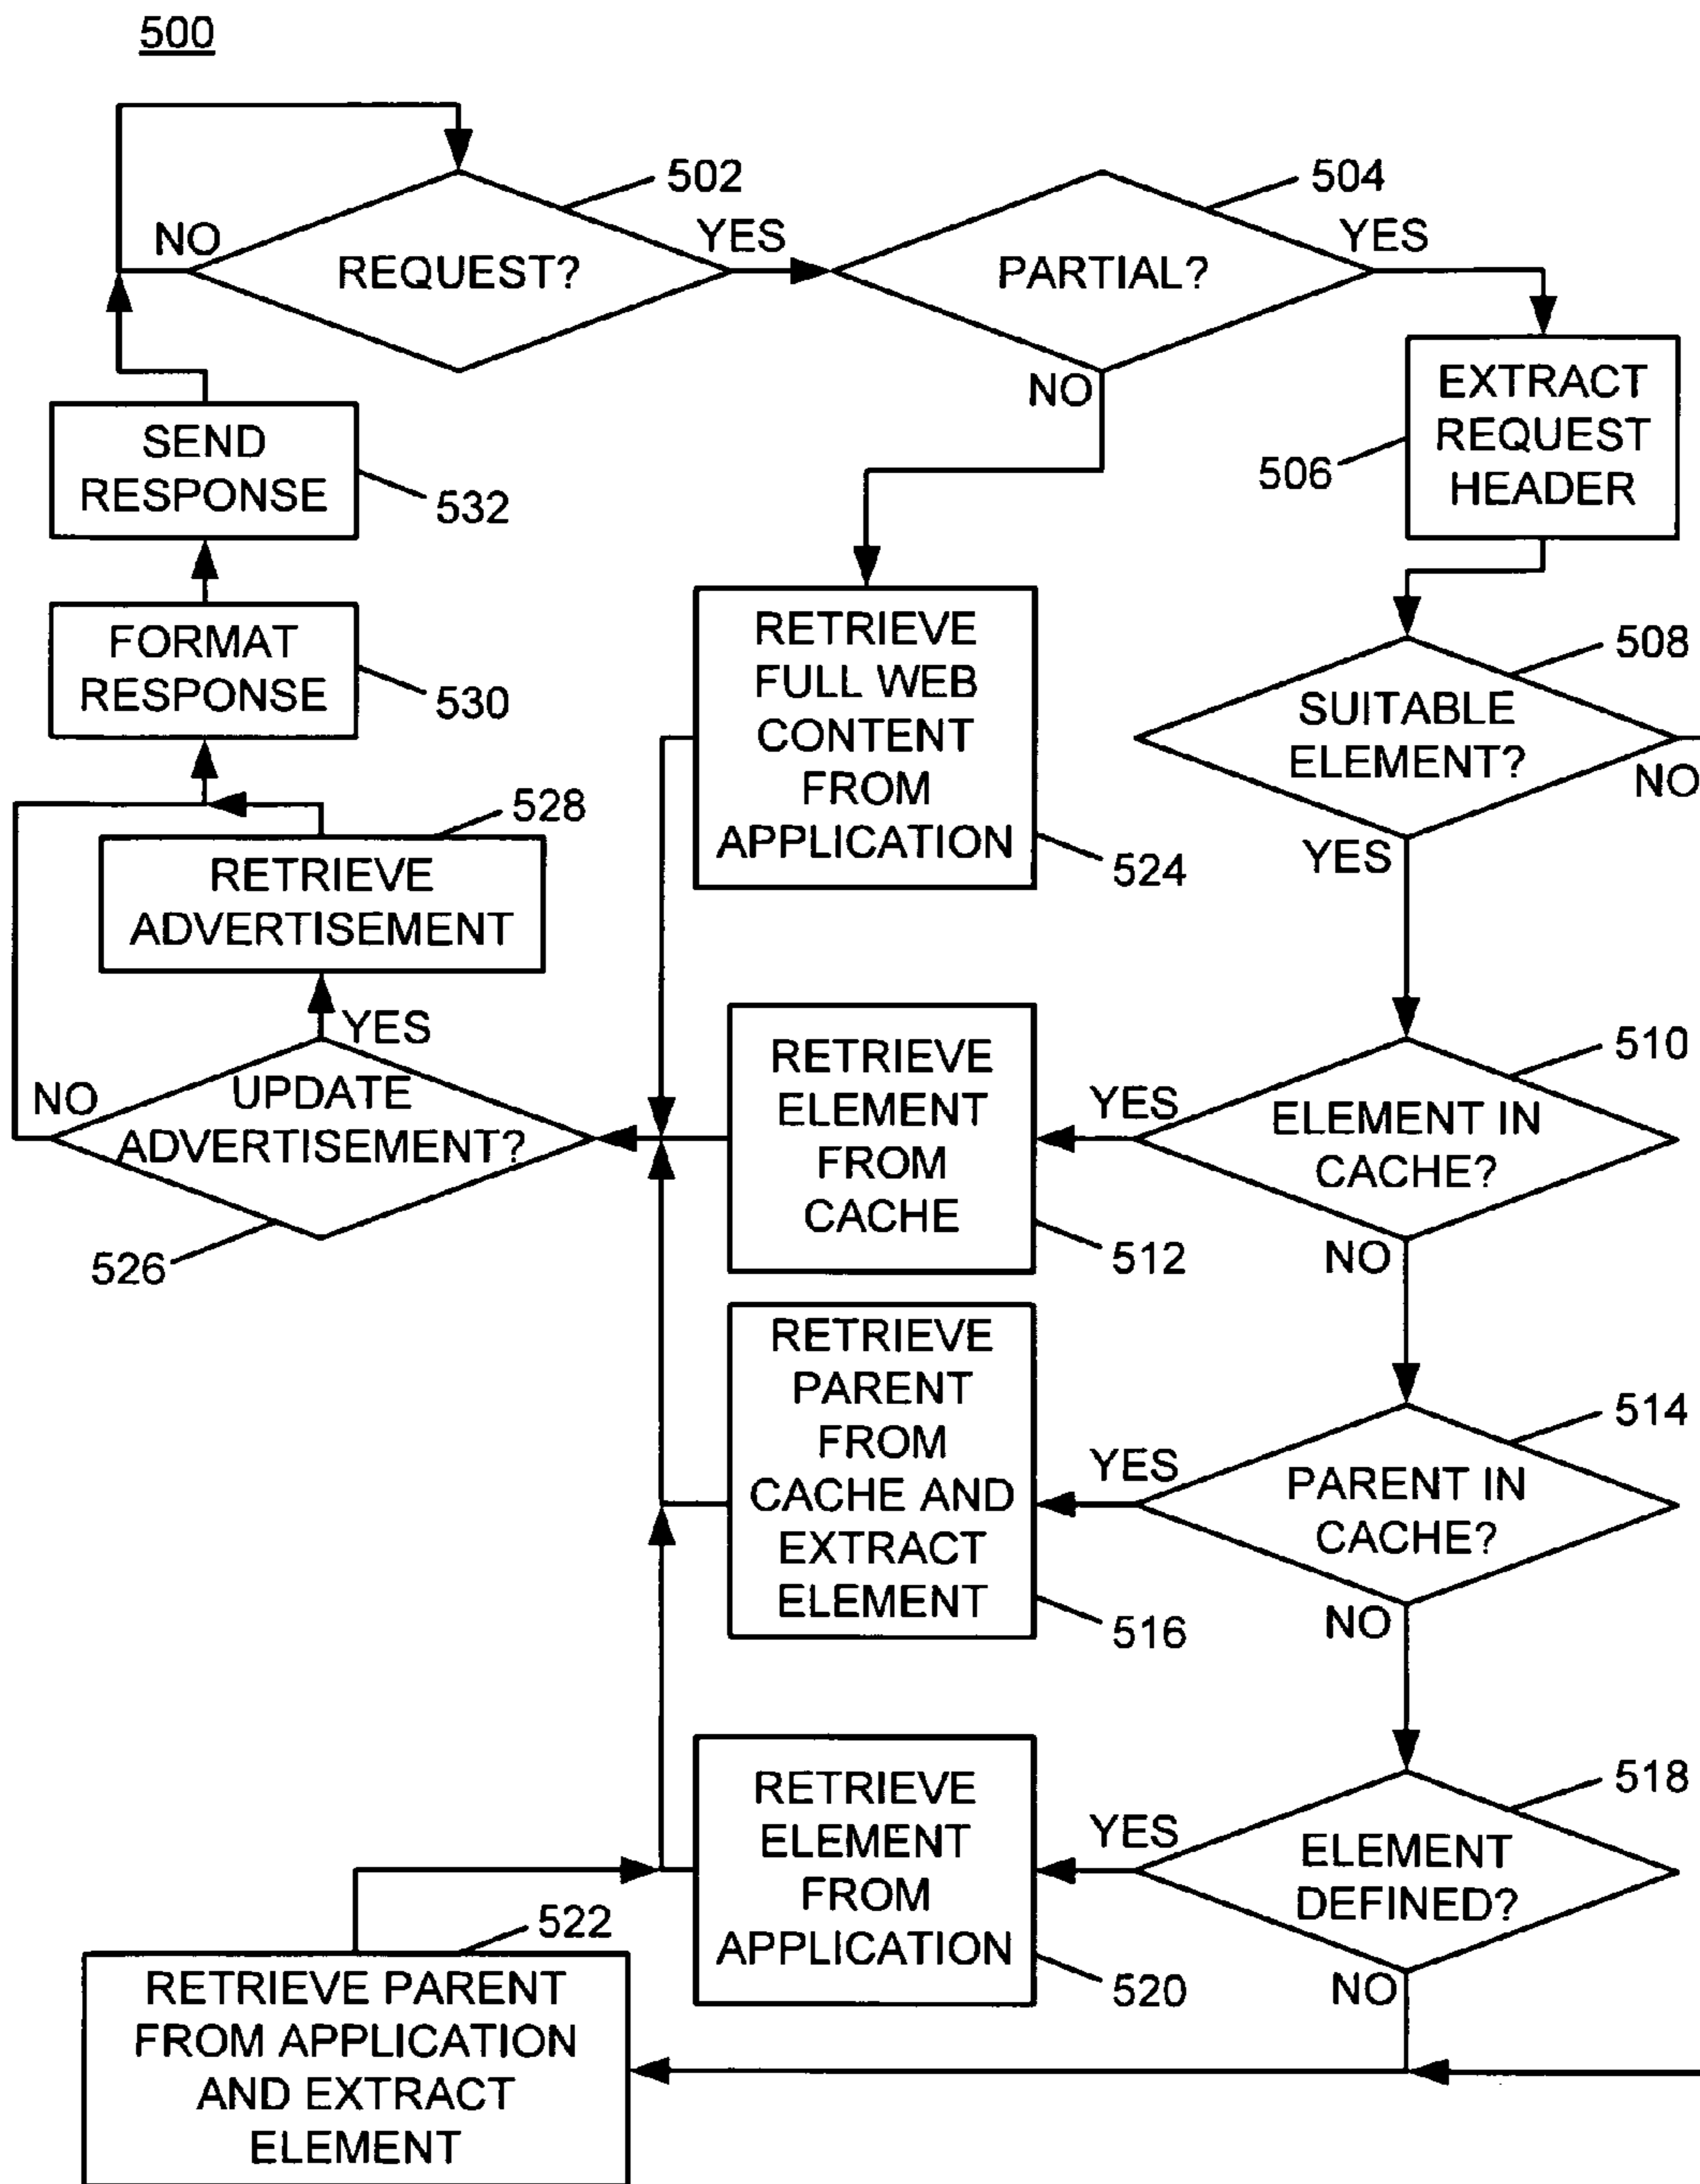 500
502
NO
REQUEST?
YES
504
PARTIAL?
YES
NO
EXTRACT
REQUEST
HEADER
506
SEND
RESPONSE
532
FORMAT
RESPONSE
530
RETRIEVE
FULL WEB
CONTENT
FROM
APPLICATION
524
508
SUITABLE
ELEMENT?
NO
YES
528
RETRIEVE
ADVERTISEMENT
YES
NO
UPDATE
ADVERTISEMENT?
526
RETRIEVE
ELEMENT
FROM
CACHE
512
YES
510
ELEMENT IN
CACHE?
NO
RETRIEVE
PARENT
FROM
CACHE AND
EXTRACT
ELEMENT
516
YES
514
PARENT IN
CACHE?
NO
RETRIEVE
ELEMENT
FROM
APPLICATION
520
YES
518
ELEMENT
DEFINED?
NO
522
RETRIEVE PARENT
FROM APPLICATION
AND EXTRACT
ELEMENT